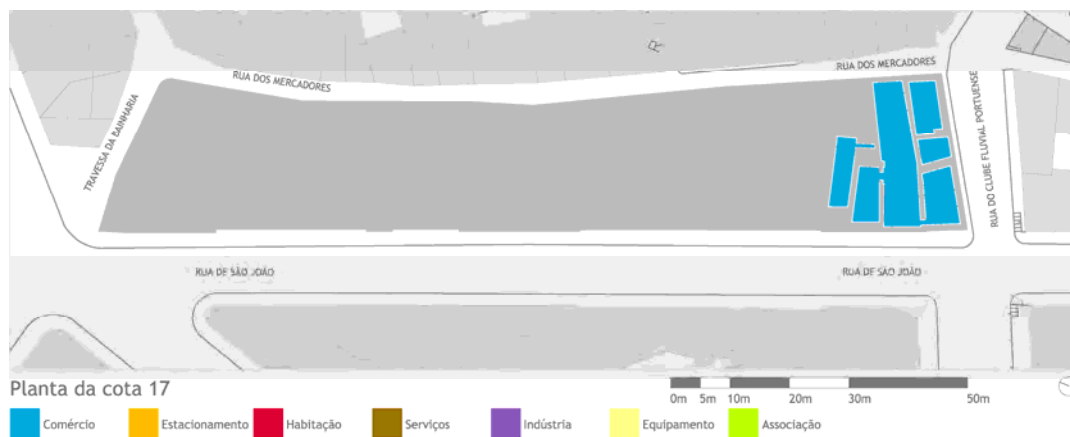 RUA DOS MERCADORES
RUA DOS MERCADORES
TRAVESSA DA BAINHARIA
RUA DO CLUBE FLUVIAL PORTUENSE
RUA DE SÃO JOÃO
RUA DE SÃO JOÃO
Planta da cota 17
0m 5m 10m 20m 30m 50m
Comércio Estacionamento Habitação Serviços Indústria Equipamento Associação